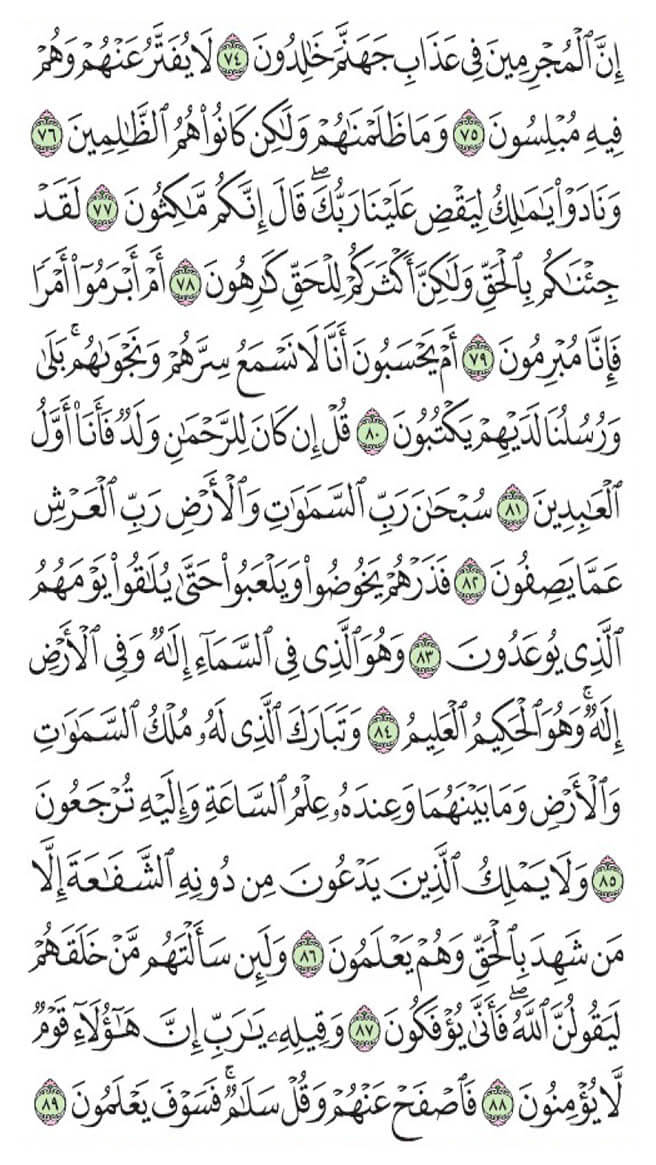 إِنَّ ٱلْمُجْرِمِينَ فِى عَذَابِ جَهَنَّمَ خَٰلِدُونَ ٧٤ لَا يُفَتَّرُ عَنْهُمْ وَهُمْ
فِيهِ مُبْلِسُونَ ٧٥ وَمَا ظَلَمْنَٰهُمْ وَلَٰكِن كَانُوا۟ هُمُ ٱلظَّٰلِمِينَ ٧٦
وَنَادَوْا۟ يَٰمَٰلِكُ لِيَقْضِ عَلَيْنَا رَبُّكَ ۖ قَالَ إِنَّكُم مَّٰكِثُونَ ٧٧ لَقَدْ
جِئْنَٰكُم بِٱلْحَقِّ وَلَٰكِنَّ أَكْثَرَكُمْ لِلْحَقِّ كَٰرِهُونَ ٧٨ أَمْ أَبْرَمُوٓا۟ أَمْرًا
فَإِنَّا مُبْرِمُونَ ٧٩ أَمْ يَحْسَبُونَ أَنَّا لَا نَسْمَعُ سِرَّهُمْ وَنَجْوَىٰهُم ۚ بَلَىٰ
وَرُسُلُنَا لَدَيْهِمْ يَكْتُبُونَ ٨٠ قُلْ إِن كَانَ لِلرَّحْمَٰنِ وَلَدٌ فَأَنَا۠ أَوَّلُ
ٱلْعَٰبِدِينَ ٨١ سُبْحَٰنَ رَبِّ ٱلسَّمَٰوَٰتِ وَٱلْأَرْضِ رَبِّ ٱلْعَرْشِ
عَمَّا يَصِفُونَ ٨٢ فَذَرْهُمْ يَخُوضُوا۟ وَيَلْعَبُوا۟ حَتَّىٰ يُلَٰقُوا۟ يَوْمَهُمُ
ٱلَّذِى يُوعَدُونَ ٨٣ وَهُوَ ٱلَّذِى فِى ٱلسَّمَآءِ إِلَٰهٌ وَفِى ٱلْأَرْضِ
إِلَٰهٌ ۚ وَهُوَ ٱلْحَكِيمُ ٱلْعَلِيمُ ٨٤ وَتَبَارَكَ ٱلَّذِى لَهُۥ مُلْكُ ٱلسَّمَٰوَٰتِ
وَٱلْأَرْضِ وَمَا بَيْنَهُمَا وَعِندَهُۥ عِلْمُ ٱلسَّاعَةِ وَإِلَيْهِ تُرْجَعُونَ
٨٥ وَلَا يَمْلِكُ ٱلَّذِينَ يَدْعُونَ مِن دُونِهِ ٱلشَّفَٰعَةَ إِلَّا
مَن شَهِدَ بِٱلْحَقِّ وَهُمْ يَعْلَمُونَ ٨٦ وَلَئِن سَأَلْتَهُم مَّنْ خَلَقَهُمْ
لَيَقُولُنَّ ٱللَّهُ ۖ فَأَنَّىٰ يُؤْفَكُونَ ٨٧ وَقِيلِهِۦ يَٰرَبِّ إِنَّ هَٰٓؤُلَآءِ قَوْمٌ
لَّا يُؤْمِنُونَ ٨٨ فَٱصْفَحْ عَنْهُمْ وَقُلْ سَلَٰمٌ ۚ فَسَوْفَ يَعْلَمُونَ ٨٩